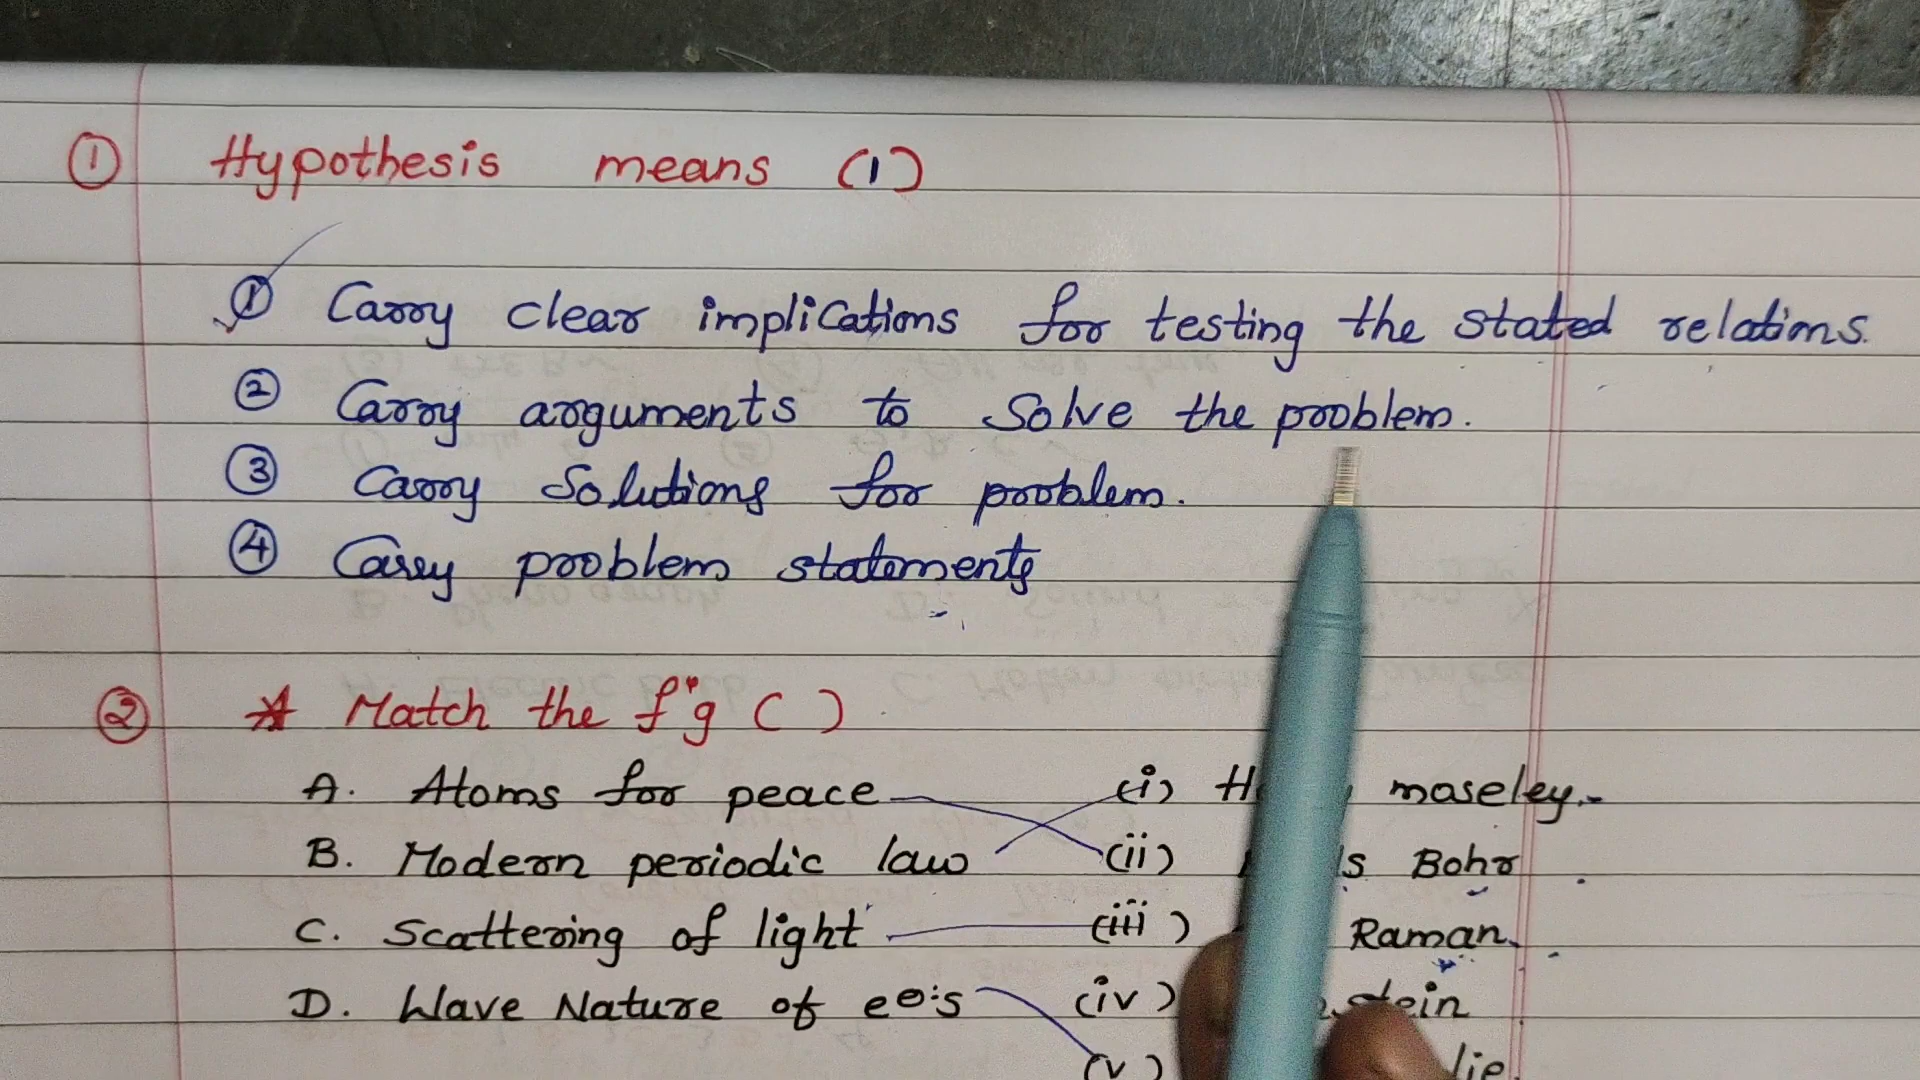 ① Hypothesis means (1)
① Carry clear implications for testing the stated relations.
② Carry arguments to solve the problem.
③ Carry Solutions for problem.
④ Carry problem statements
② * Match the f"g ( )
A. Atoms for peace (i) moseley.
B. Modern periodic law (ii) Bohr
C. Scattering of light (iii) Raman.
D. Wave Nature of e⊖:s (iv)
(v)